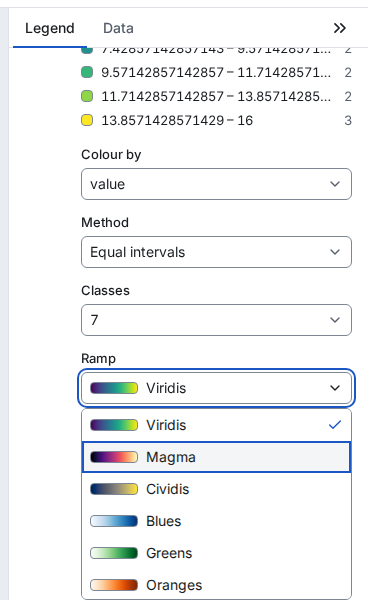 Legend Data
7.42857142857143 – 9.571428571... 2
9.57142857142857 – 11.71428571... 2
11.7142857142857 – 13.8571428... 2
13.8571428571429 – 16 3
Colour by
value
Method
Equal intervals
Classes
7
Ramp
Viridis
Viridis
Magma
Cividis
Blues
Greens
Oranges